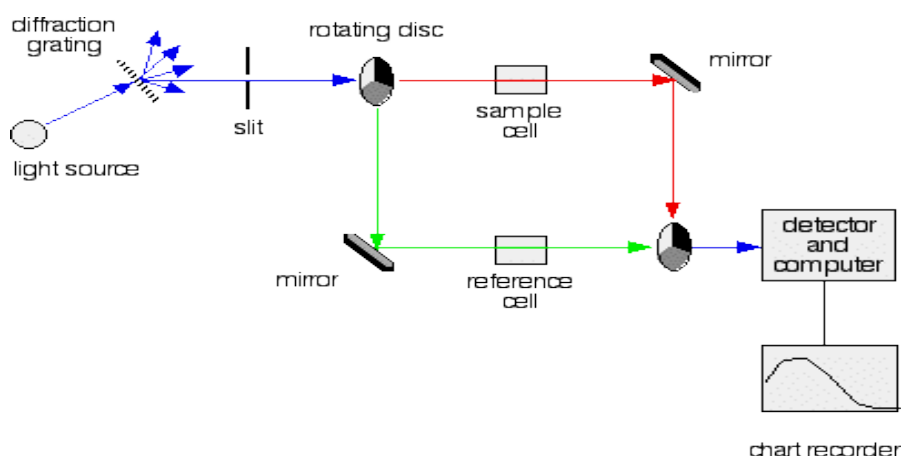 diffraction
grating
rotating disc
mirror
slit
sample
cell
light source
detector
and
computer
mirror
reference
cell
chart recorder